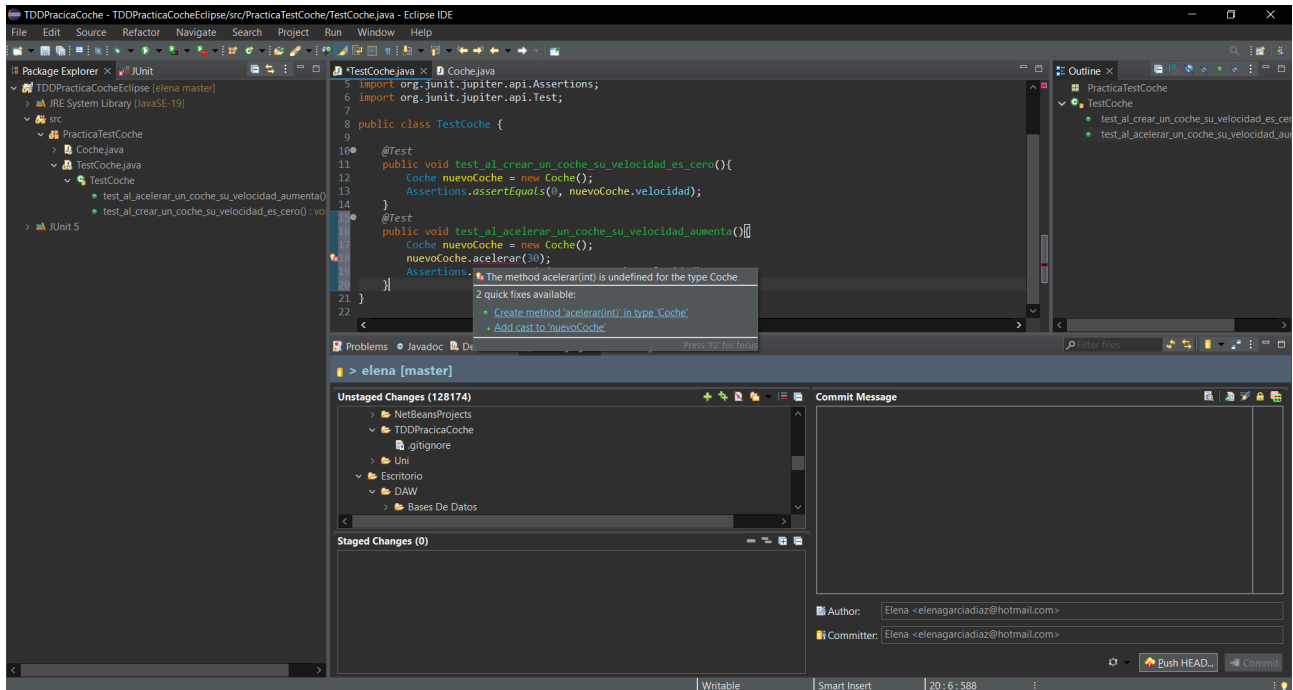 TDDPracicaCoche - TDDPracticaCocheEclipse/src/PracticaTestCoche/TestCoche.java - Eclipse IDE
File Edit Source Refactor Navigate Search Project Run Window Help
Package Explorer JUnit
TDDPracticaCocheEclipse [elena master]
JRE System Library [JavaSE-19]
src
PracticaTestCoche
Coche.java
TestCoche.java
TestCoche
test_al_acelerar_un_coche_su_velocidad_aumenta()
test_al_crear_un_coche_su_velocidad_es_cero() : voi
JUnit 5
*TestCoche.java Coche.java
5 import org.junit.jupiter.api.Assertions;
6 import org.junit.jupiter.api.Test;
7
8 public class TestCoche {
9
10 @Test
11 public void test_al_crear_un_coche_su_velocidad_es_cero(){
12 Coche nuevoCoche = new Coche();
13 Assertions.assertEquals(0, nuevoCoche.velocidad);
14 }
15 @Test
16 public void test_al_acelerar_un_coche_su_velocidad_aumenta(){
17 Coche nuevoCoche = new Coche();
18 nuevoCoche.acelerar(30);
19 Assertions.
20 }
21 }
22
The method acelerar(int) is undefined for the type Coche
2 quick fixes available:
Create method 'acelerar(int)' in type 'Coche'
Add cast to 'nuevoCoche'
Press 'F2' for focus
Outline
PracticaTestCoche
TestCoche
test_al_crear_un_coche_su_velocidad_es_cer
test_al_acelerar_un_coche_su_velocidad_au
Problems Javadoc De
Filter files
> elena [master]
Unstaged Changes (128174)
NetBeansProjects
TDDPracicaCoche
.gitignore
Uni
Escritorio
DAW
Bases De Datos
Staged Changes (0)
Commit Message
Author: Elena <elenagarciadiaz@hotmail.com>
Committer: Elena <elenagarciadiaz@hotmail.com>
Push HEAD... Commit
Writable Smart Insert 20 : 6 : 588